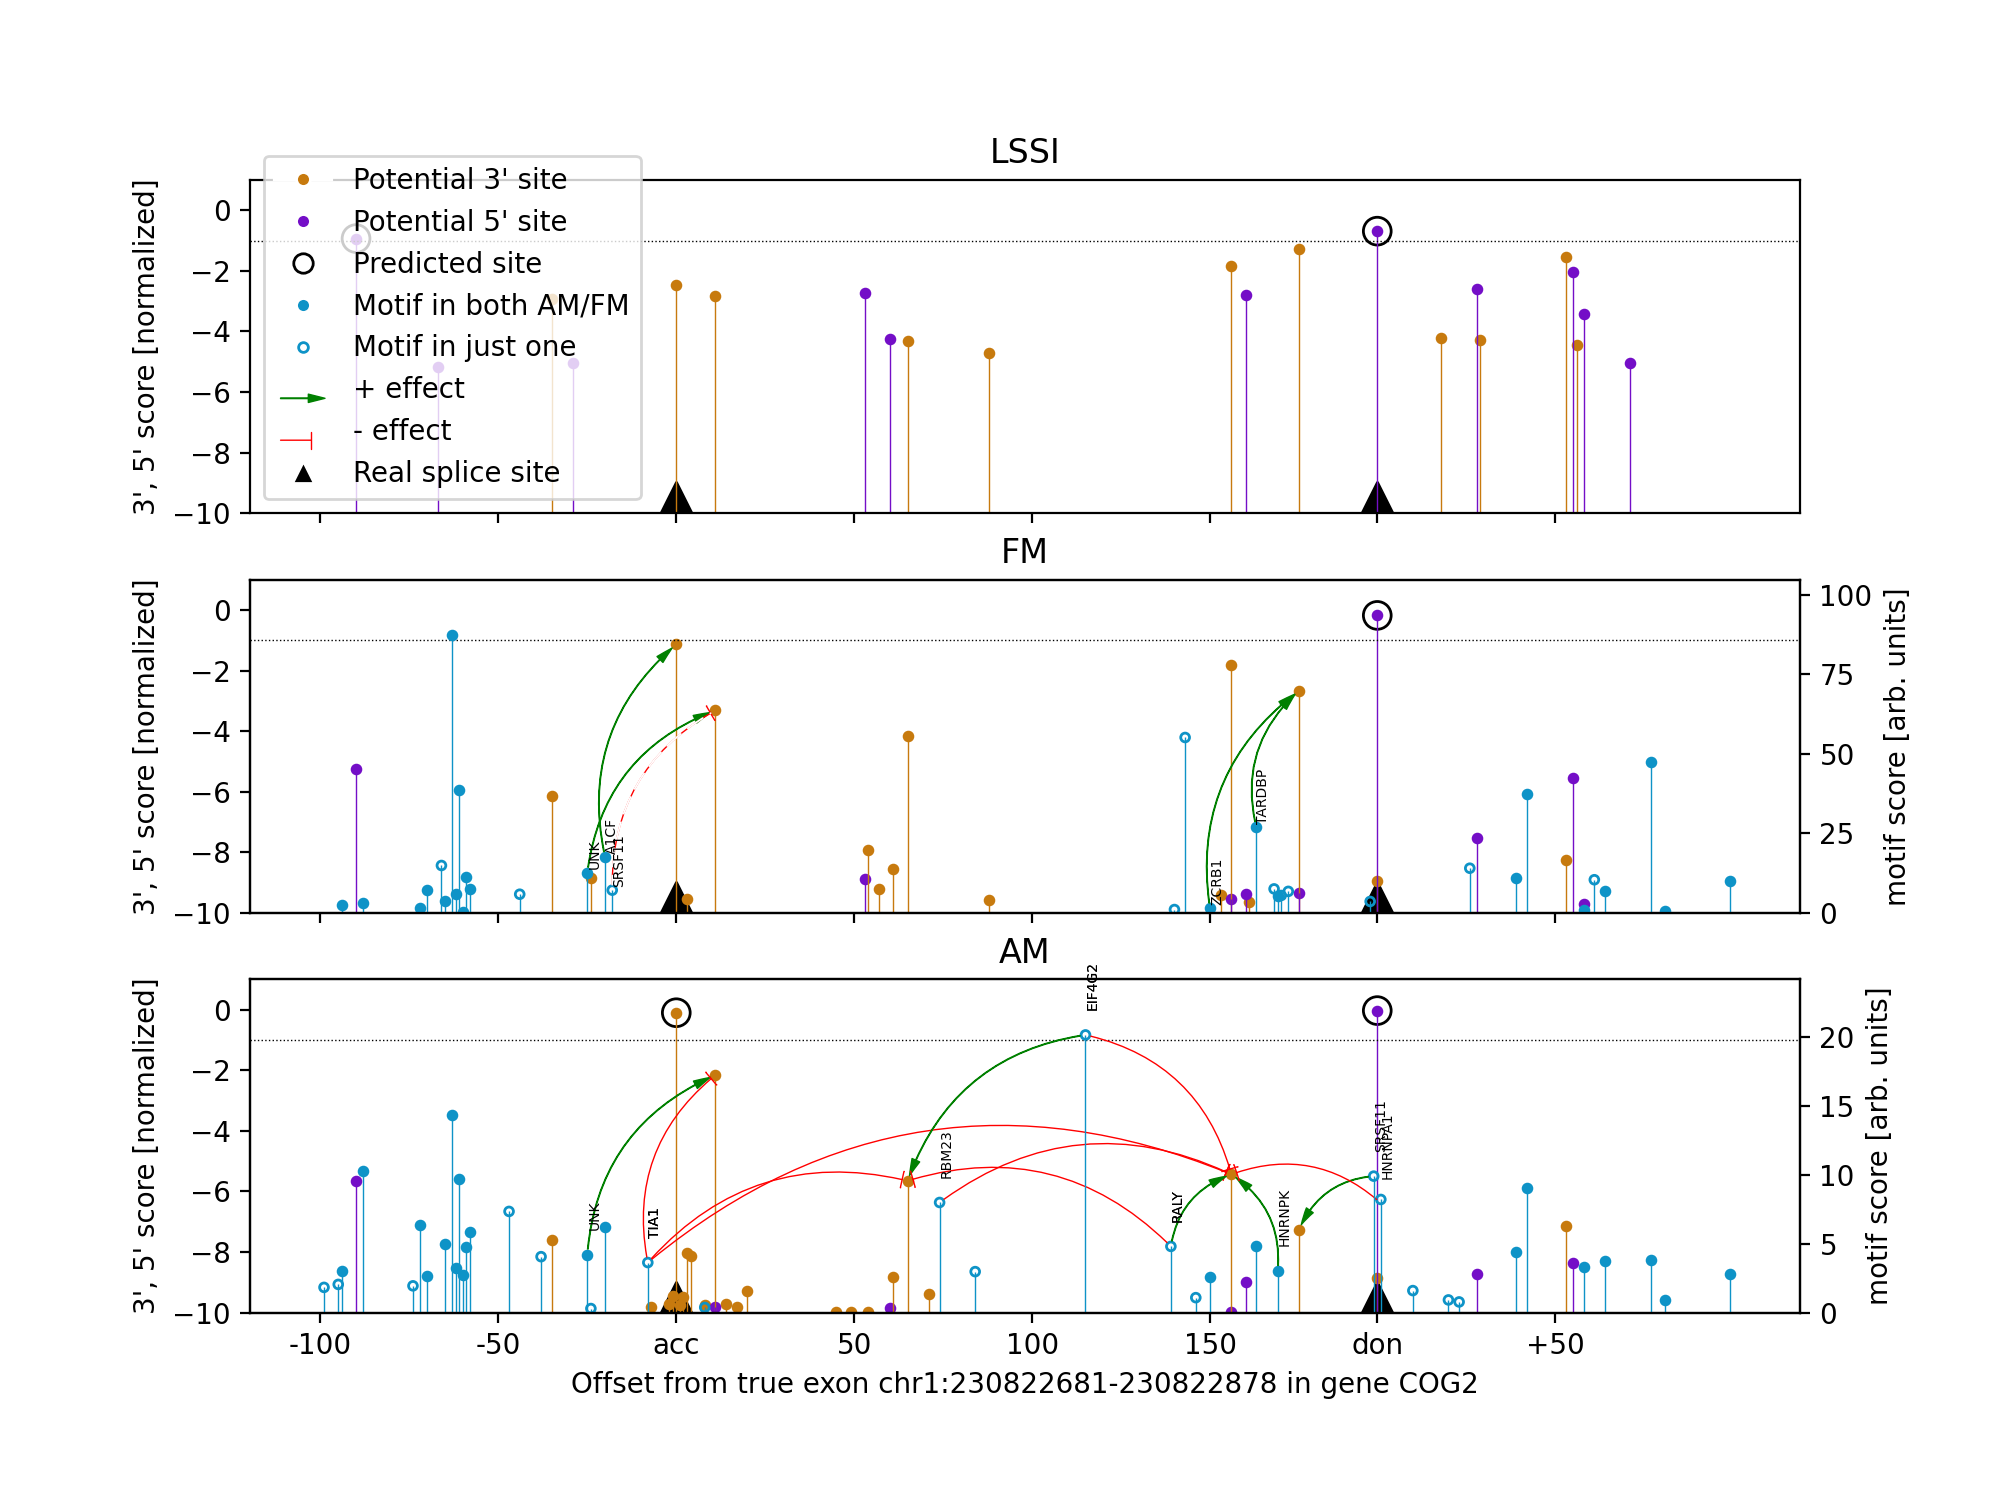 LSSI
3', 5' score [normalized]
0
−2
−4
−6
−8
−10
Potential 3' site
Potential 5' site
Predicted site
Motif in both AM/FM
Motif in just one
+ effect
- effect
Real splice site
FM
3', 5' score [normalized]
0
−2
−4
−6
−8
−10
UNK
A1CF
SRSF11
ZCRB1
TARDBP
100
75
50
25
0
motif score [arb. units]
AM
3', 5' score [normalized]
0
−2
−4
−6
−8
−10
UNK
TIA1
RBM23
EIF4G2
RALY
HNRNPK
SRSF11
HNRNPA1
20
15
10
5
0
motif score [arb. units]
-100 -50 acc 50 100 150 don +50
Offset from true exon chr1:230822681-230822878 in gene COG2